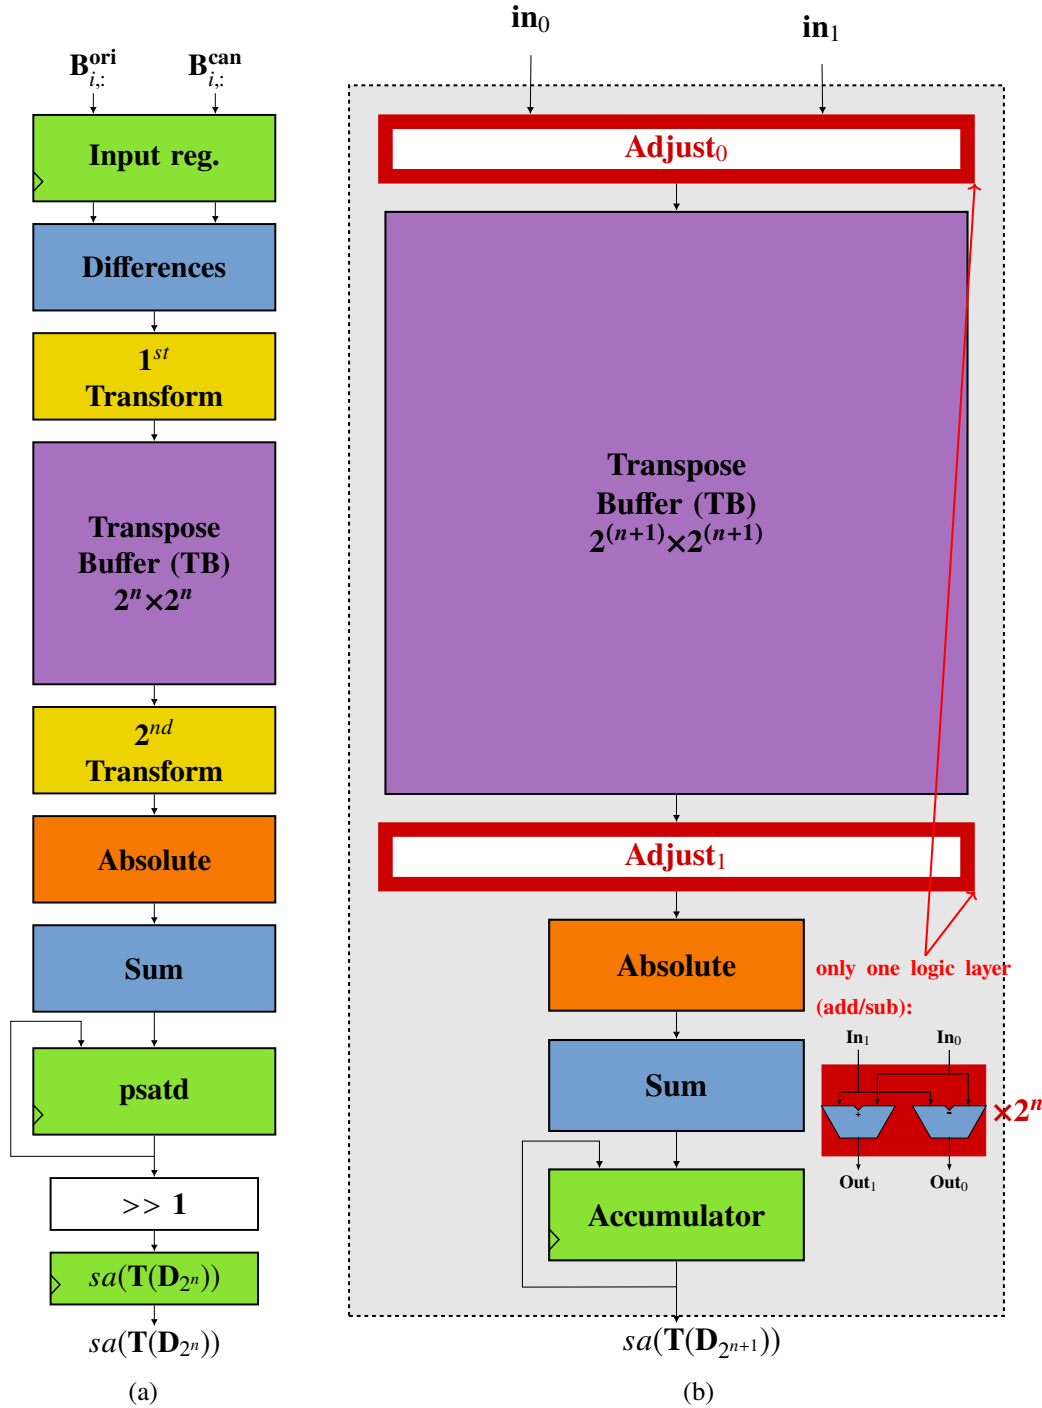 B^ori_i,:
B^can_i,:
Input reg.
Differences
1^st
Transform
Transpose
Buffer (TB)
2^n×2^n
2^nd
Transform
Absolute
Sum
psatd
>> 1
sa(T(D_2^n))
sa(T(D_2^n))
(a)
in_0
in_1
Adjust_0
Transpose
Buffer (TB)
2^(n+1)×2^(n+1)
Adjust_1
Absolute
Sum
Accumulator
sa(T(D_2^n+1))
only one logic layer
(add/sub):
In_1
In_0
+
-
×2^n
Out_1
Out_0
(b)